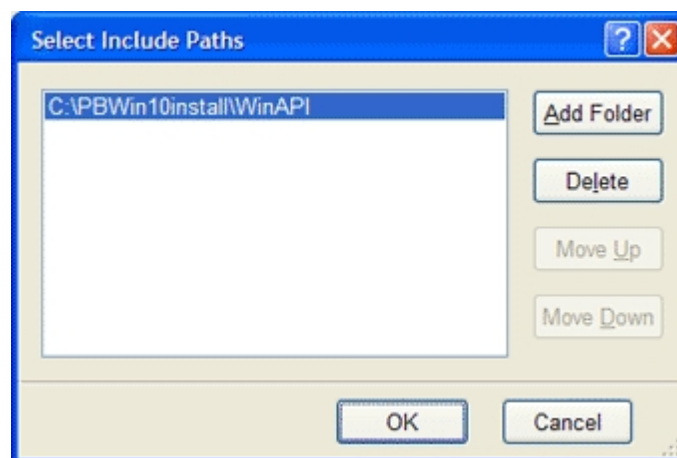 Select Include Paths
C:\PBWin10install\WinAPI
Add Folder
Delete
Move Up
Move Down
OK
Cancel